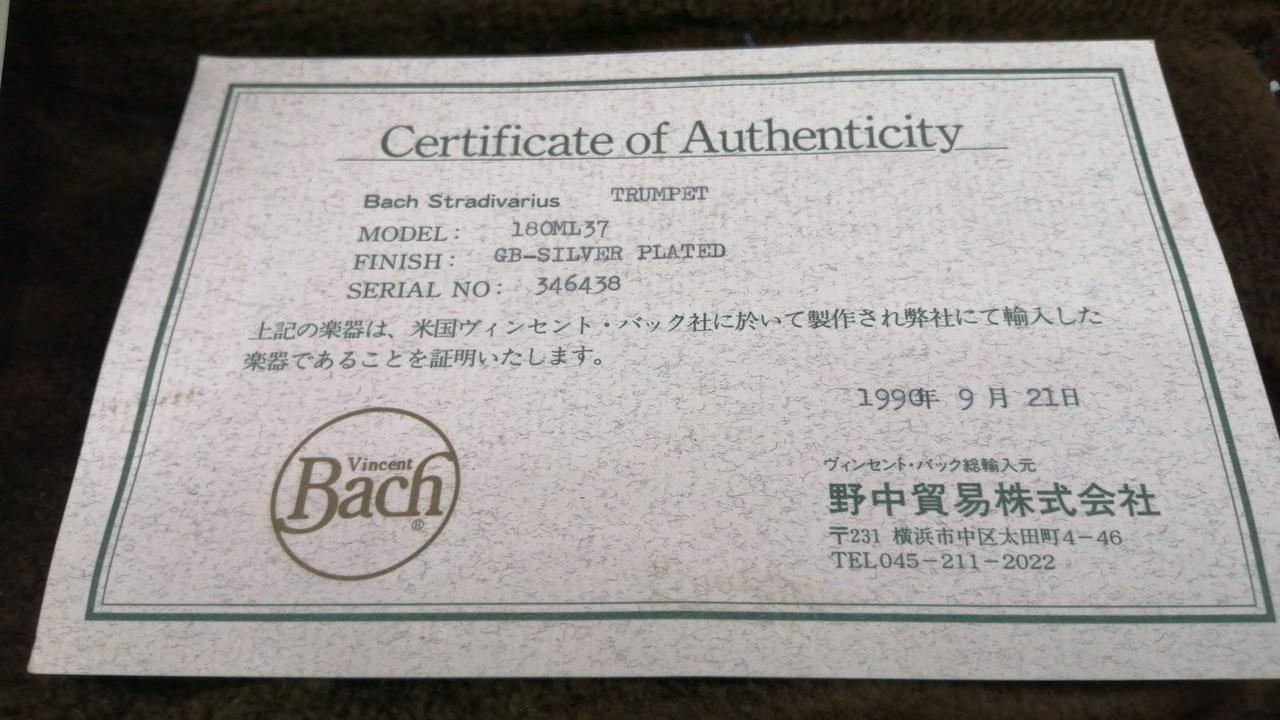 Certificate of Authenticity
Bach Stradivarius TRUMPET
MODEL : 180ML37
FINISH : GB-SILVER PLATED
SERIAL NO : 346438
上記の楽器は、米国ヴィンセント・バック社に於いて製作され弊社にて輸入した
楽器であることを証明いたします。
1990年 9 月 21日
Vincent
Bach®
ヴィンセント・バック総輸入元
野中貿易株式会社
〒231 横浜市中区太田町4-46
TEL045-211-2022